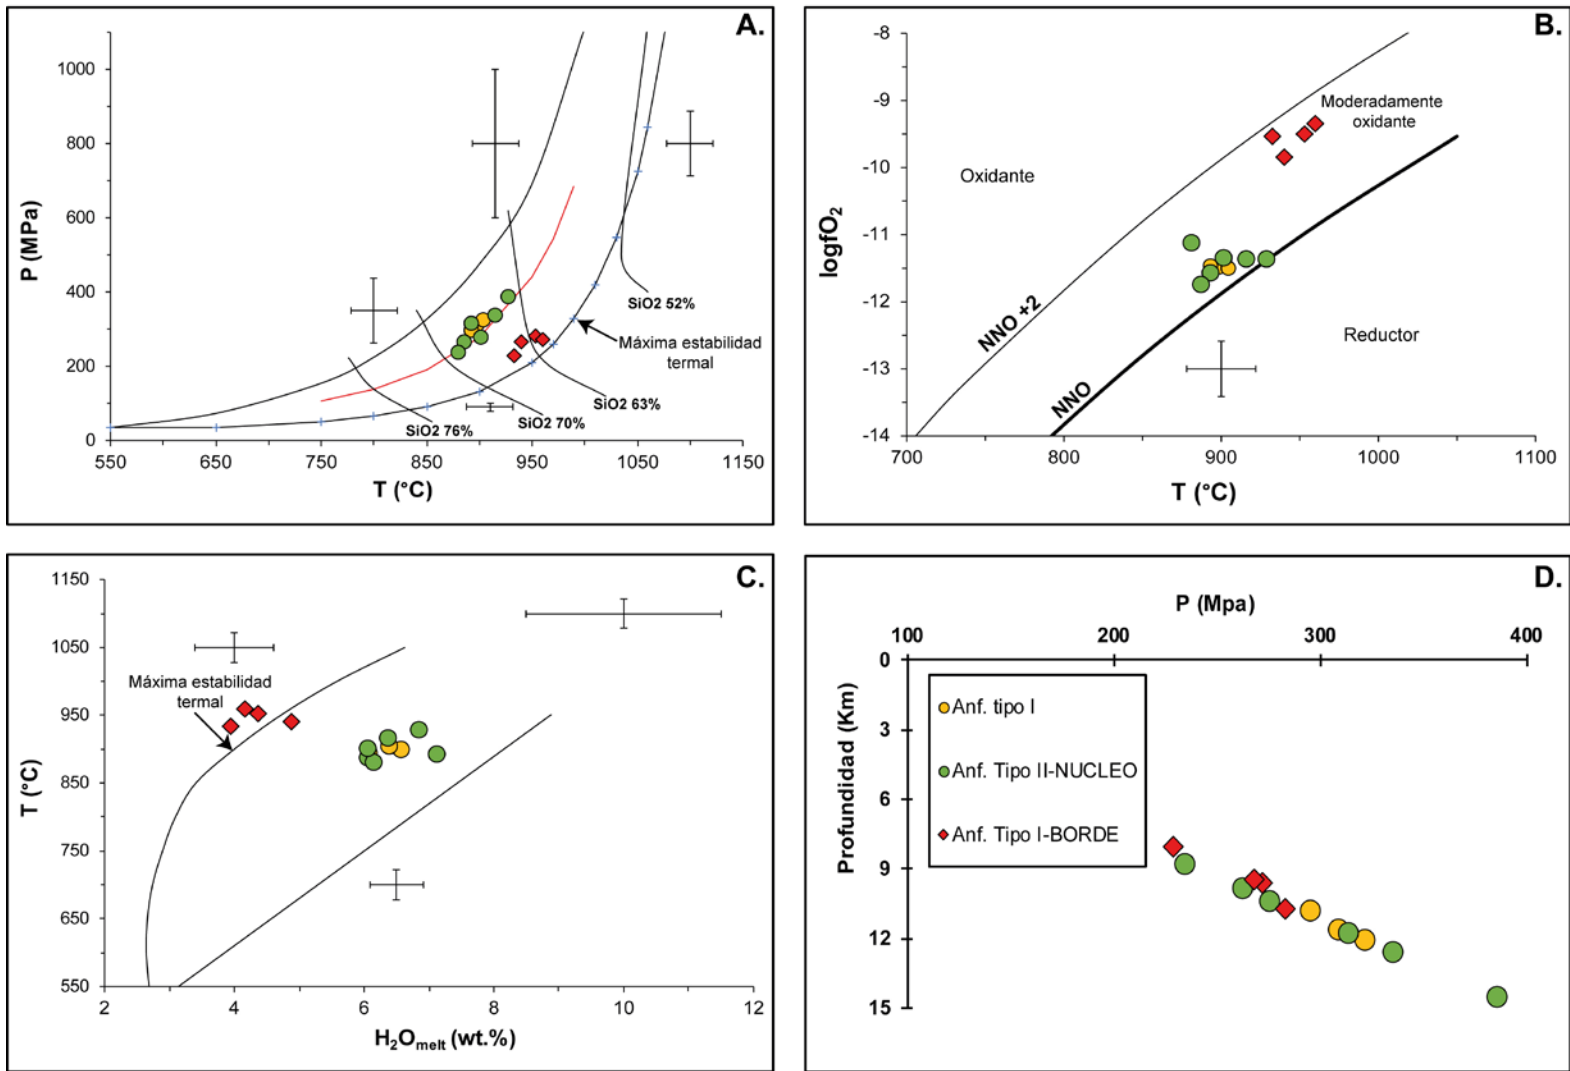 A.
P (MPa)
1000
800
600
400
200
0
SiO2 52%
Máxima estabilidad
termal
SiO2 63%
SiO2 70%
SiO2 76%
550
650
750
850
950
1050
1150
T (°C)
B.
logfO2
-8
-9
-10
-11
-12
-13
-14
Moderadamente
oxidante
Oxidante
NNO +2
NNO
Reductor
700
800
900
1000
1100
T (°C)
C.
T (°C)
1150
1050
950
850
750
650
550
Máxima estabilidad
termal
2
4
6
8
10
12
H2Omelt (wt.%)
D.
P (Mpa)
100
200
300
400
Profundidad (Km)
0
3
6
9
12
15
Anf. tipo I
Anf. Tipo II-NUCLEO
Anf. Tipo I-BORDE